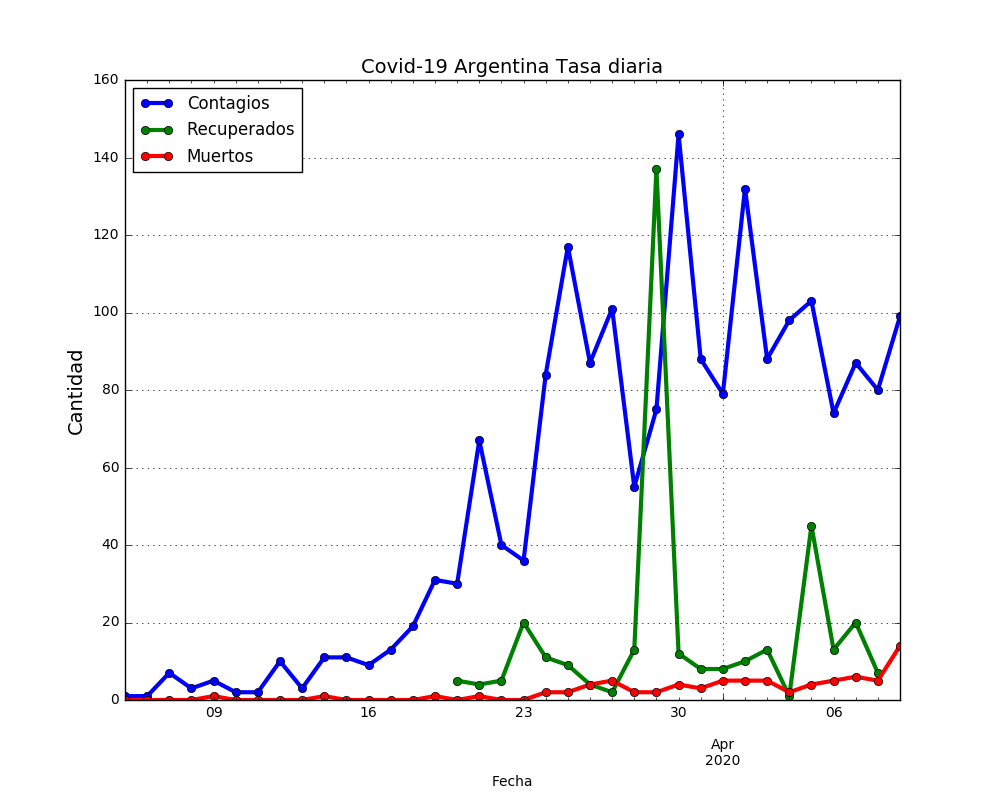 Covid-19 Argentina Tasa diaria
160
140
120
100
80
60
40
20
0
Cantidad
Contagios
Recuperados
Muertos
09 16 23 30 06
Apr
2020
Fecha